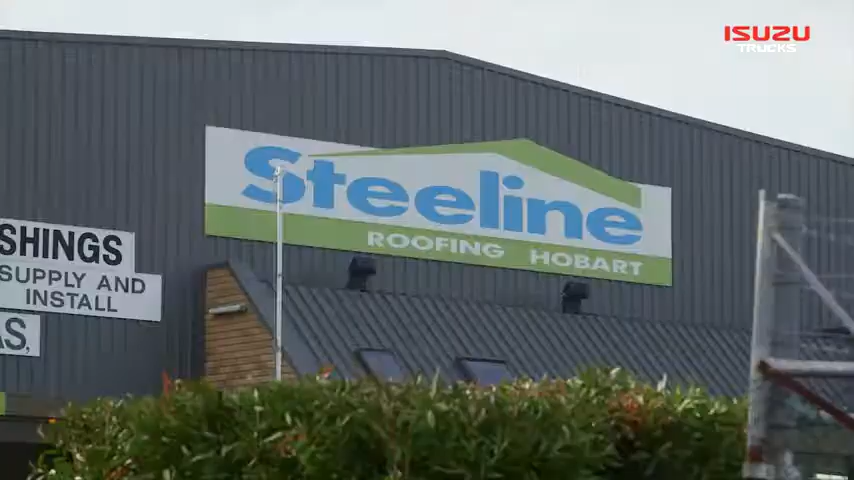 ISUZU
TRUCKS
Steeline
ROOFING HOBART
SHINGS
SUPPLY AND
INSTALL
AS,